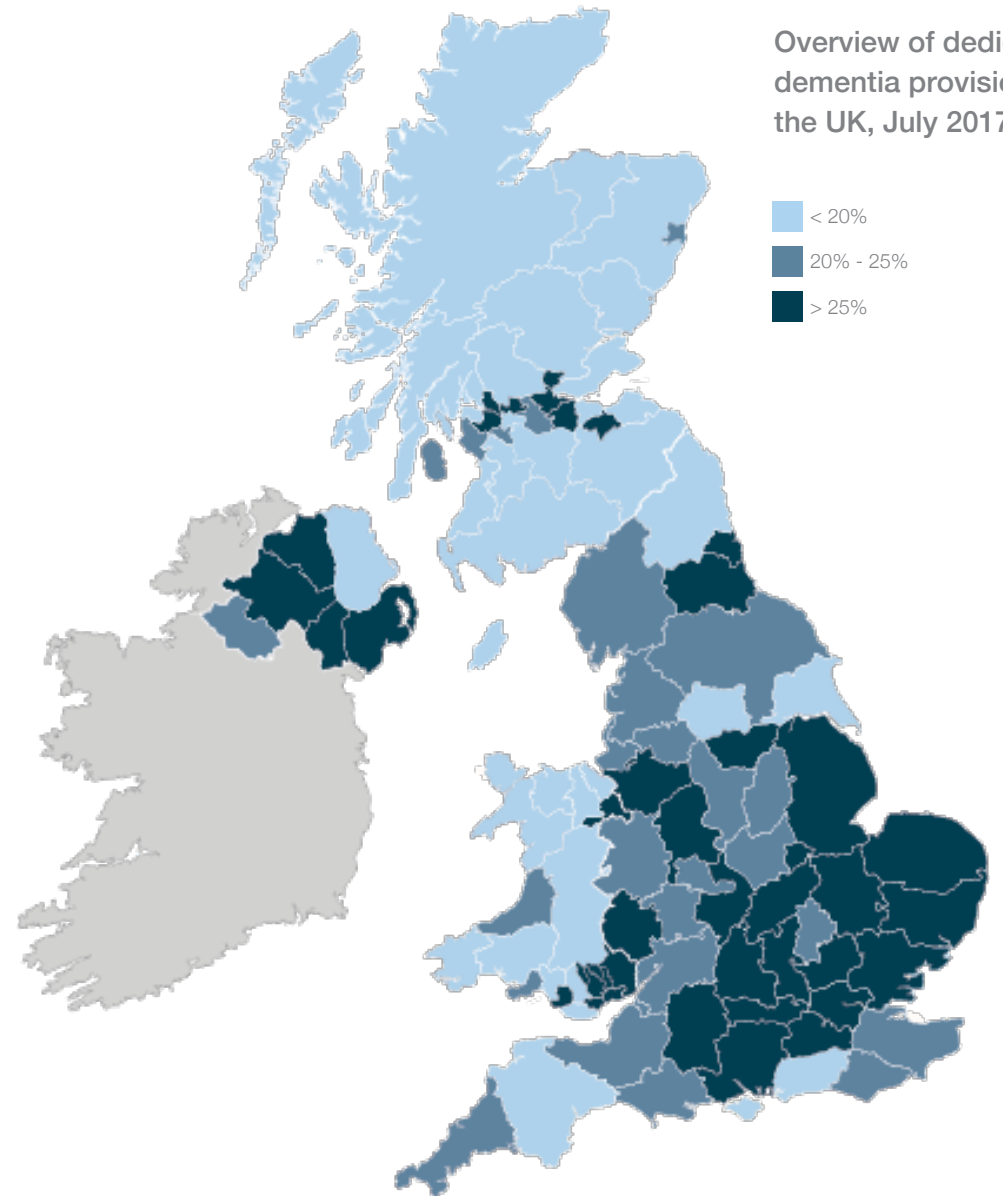 Overview of dedi
dementia provisio
the UK, July 2017
< 20%
20% - 25%
> 25%